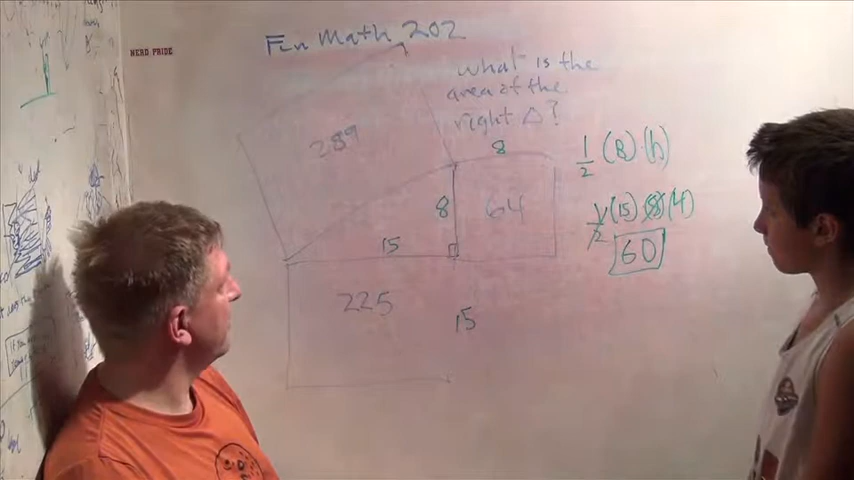 NERD PRIDE
Fun Math 202
what is the
area of the
right △?
289
8
8
64
15
225
15
1/2 (B)(h)
1/2 (15)(8)(4)
60